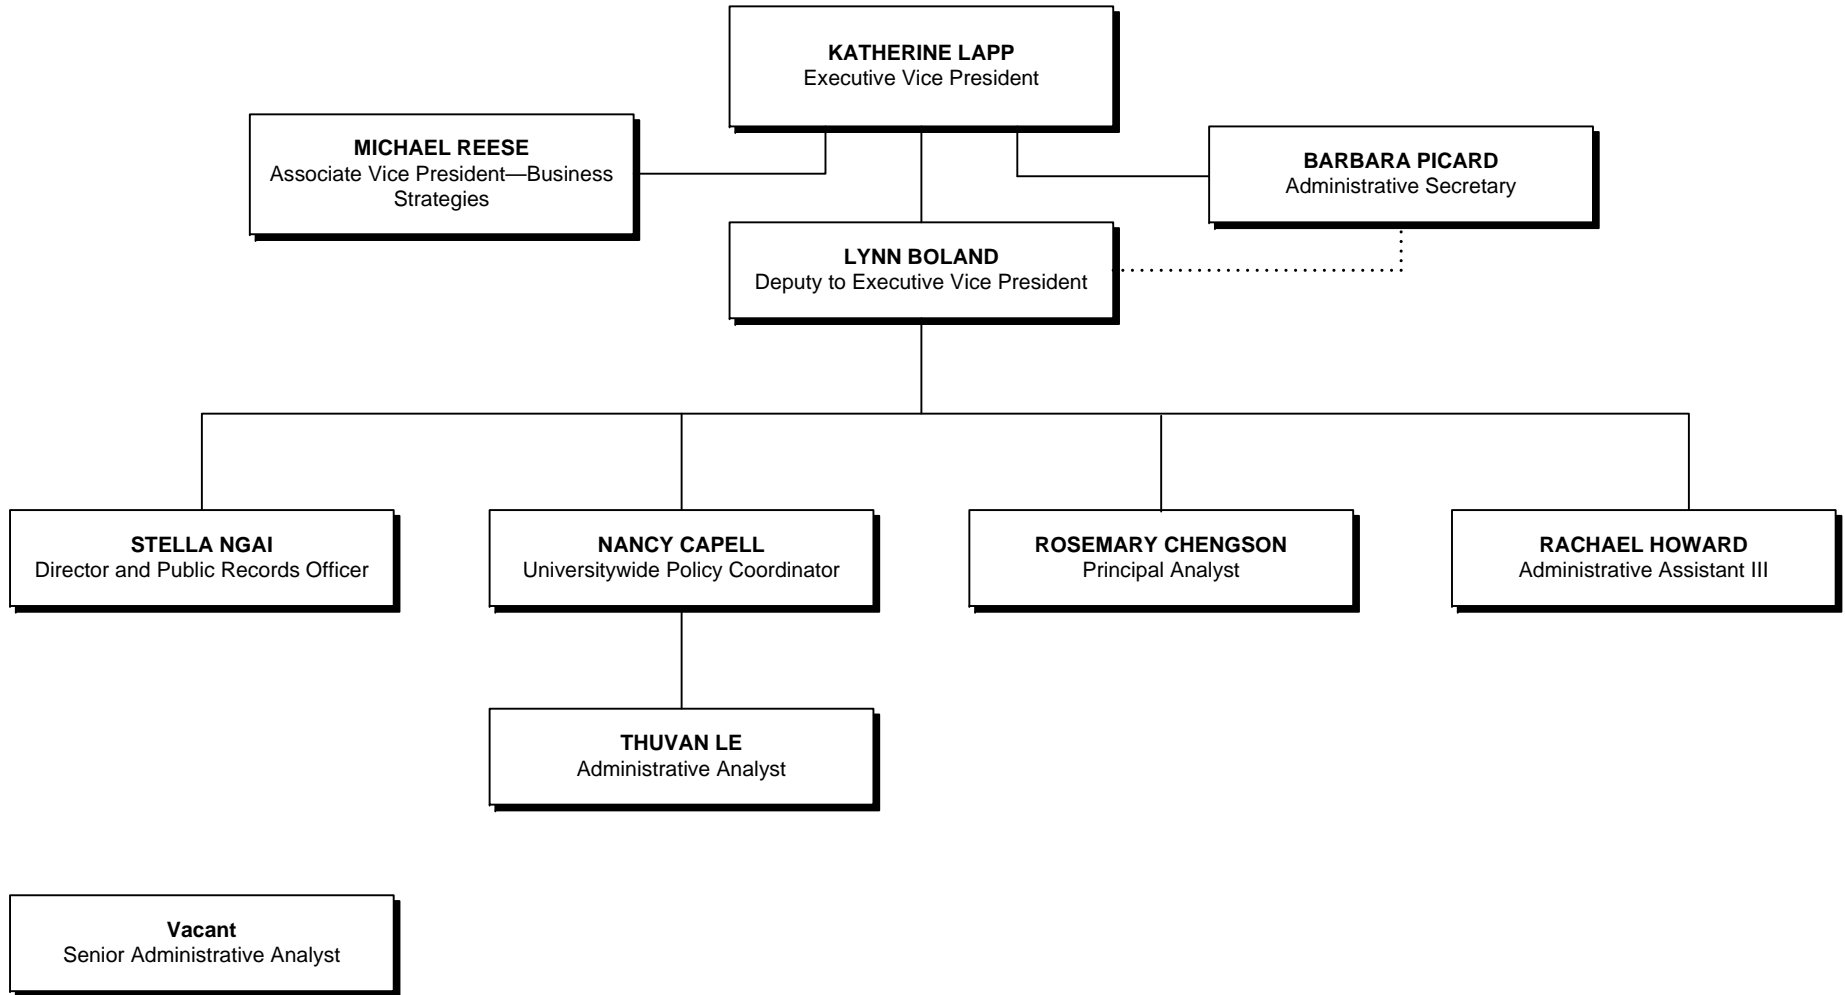 KATHERINE LAPP
Executive Vice President
MICHAEL REESE
Associate Vice President—Business
Strategies
BARBARA PICARD
Administrative Secretary
LYNN BOLAND
Deputy to Executive Vice President
STELLA NGAI
Director and Public Records Officer
NANCY CAPELL
Universitywide Policy Coordinator
ROSEMARY CHENGSON
Principal Analyst
RACHAEL HOWARD
Administrative Assistant III
THUVAN LE
Administrative Analyst
Vacant
Senior Administrative Analyst